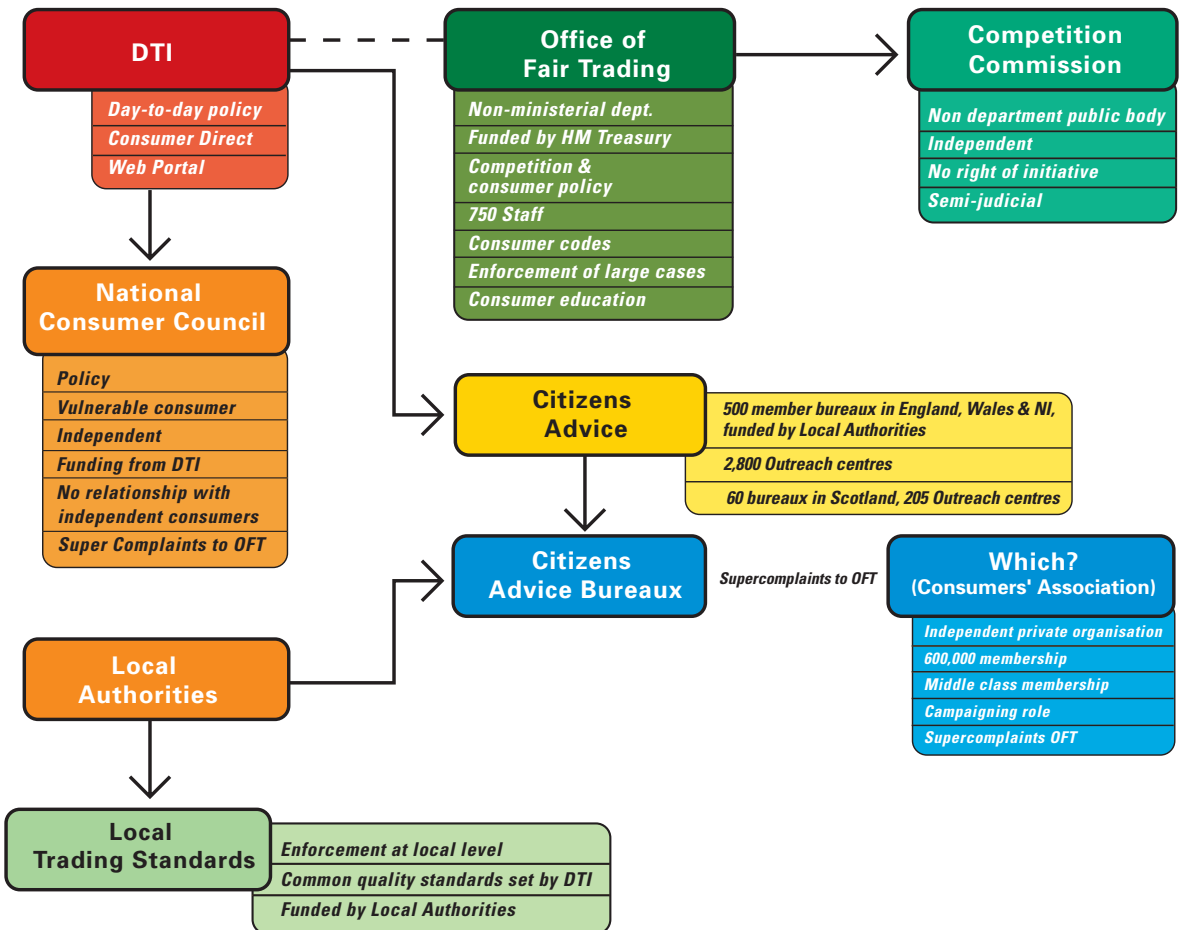 DTI
Day-to-day policy
Consumer Direct
Web Portal
Office of
Fair Trading
Non-ministerial dept.
Funded by HM Treasury
Competition &
consumer policy
750 Staff
Consumer codes
Enforcement of large cases
Consumer education
Competition
Commission
Non department public body
Independent
No right of initiative
Semi-judicial
National
Consumer Council
Policy
Vulnerable consumer
Independent
Funding from DTI
No relationship with
independent consumers
Super Complaints to OFT
Citizens
Advice
500 member bureaux in England, Wales & NI,
funded by Local Authorities
2,800 Outreach centres
60 bureaux in Scotland, 205 Outreach centres
Citizens
Advice Bureaux
Supercomplaints to OFT
Which?
(Consumers' Association)
Independent private organisation
600,000 membership
Middle class membership
Campaigning role
Supercomplaints OFT
Local
Authorities
Local
Trading Standards
Enforcement at local level
Common quality standards set by DTI
Funded by Local Authorities